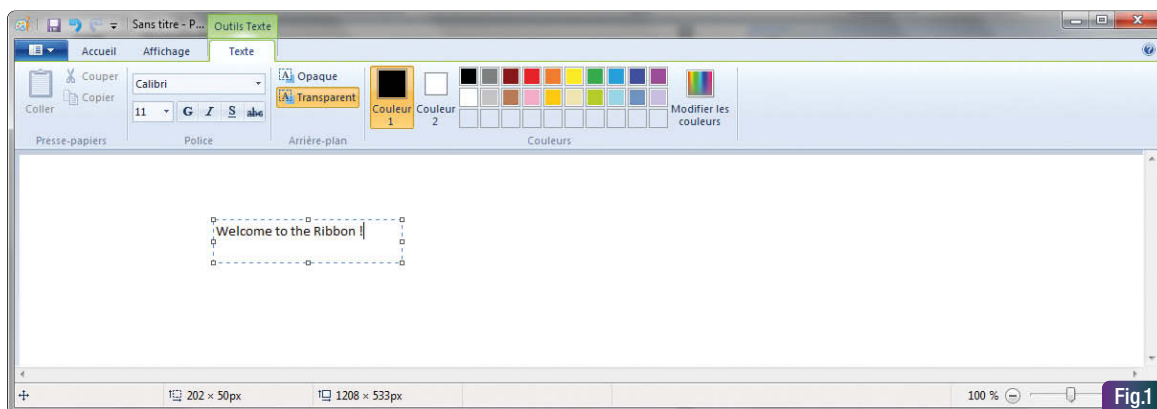 Sans titre - P... Outils Texte
Accueil Affichage Texte
Coller Couper
Copier
Presse-papiers
Calibri
11 G I S abc
Police
Opaque
Transparent
Arrière-plan
Couleur 1
Couleur 2
Modifier les couleurs
Couleurs
Welcome to the Ribbon !
202 × 50px 1208 × 533px 100 %
Fig.1